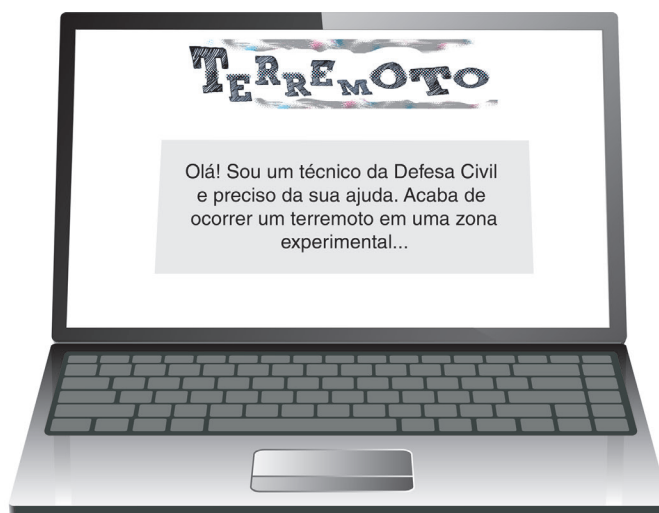 TERREMOTO
Olá! Sou um técnico da Defesa Civil
e preciso da sua ajuda. Acaba de
ocorrer um terremoto em uma zona
experimental...